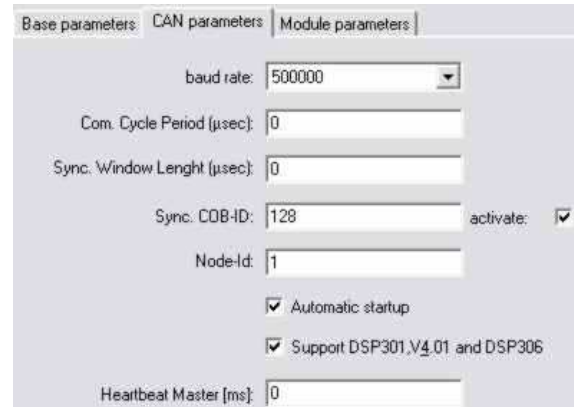 Base parameters CAN parameters Module parameters
baud rate: 500000
Com. Cycle Period (µsec): 0
Sync. Window Lenght (µsec): 0
Sync. COB-ID: 128 activate:
Node-Id: 1
Automatic startup
Support DSP301,V4.01 and DSP306
Heartbeat Master [ms]: 0